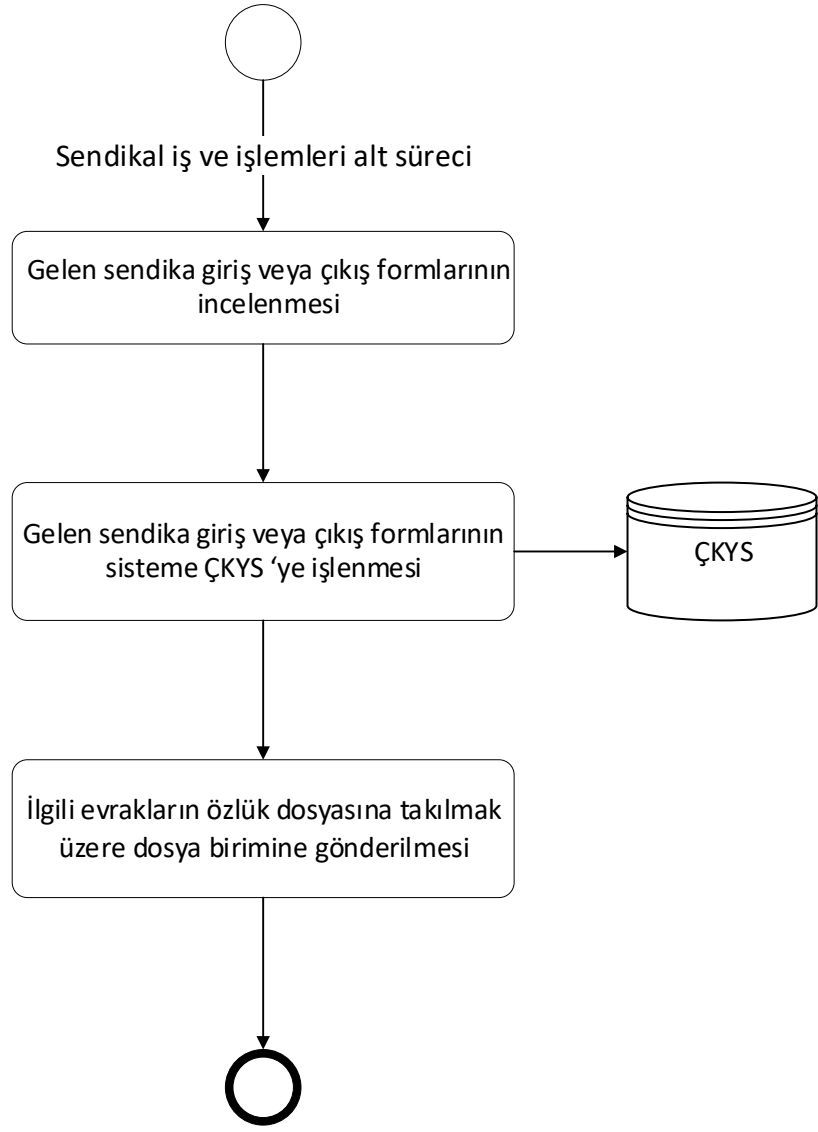 Sendikal iş ve işlemleri alt süreci
Gelen sendika giriş veya çıkış formlarının
incelenmesi
Gelen sendika giriş veya çıkış formlarının
sisteme ÇKYS ‘ye işlenmesi
ÇKYS
İlgili evrakların özlük dosyasına takılmak
üzere dosya birimine gönderilmesi